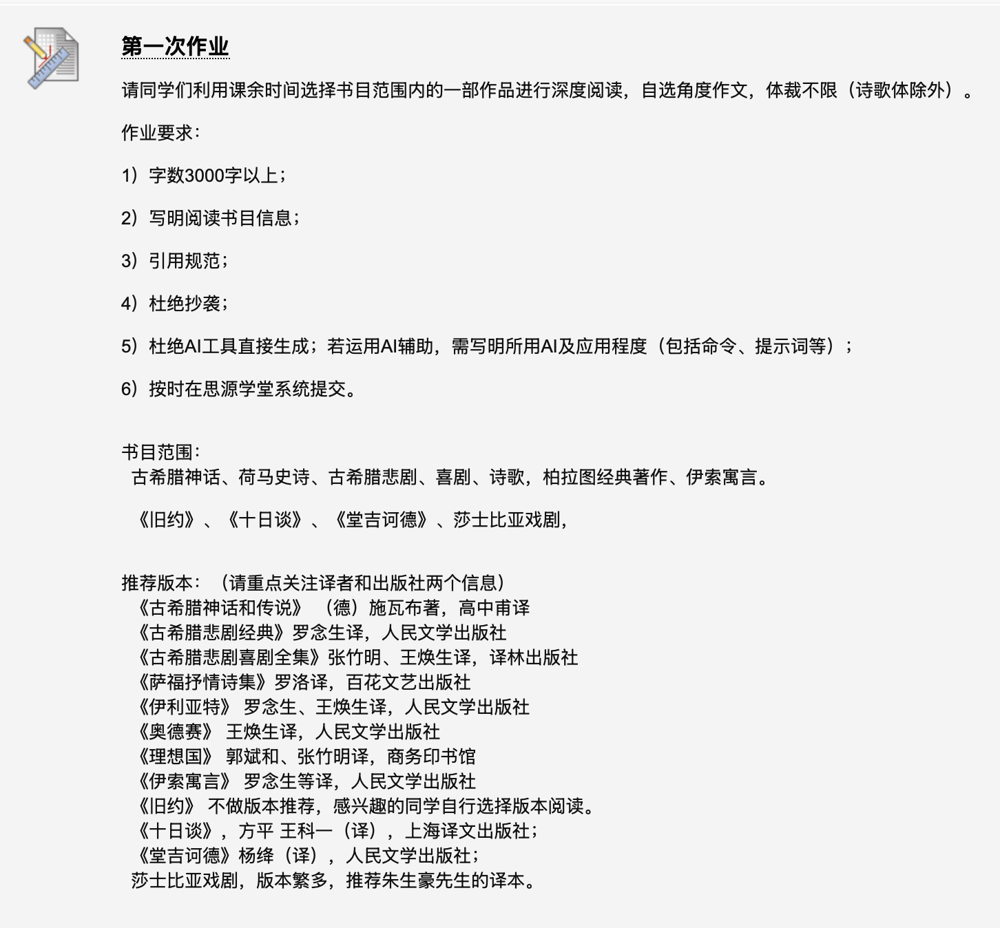 第一次作业
请同学们利用课余时间选择书目范围内的一部作品进行深度阅读，自选角度作文，体裁不限（诗歌体除外）。
作业要求：
1）字数3000字以上；
2）写明阅读书目信息；
3）引用规范；
4）杜绝抄袭；
5）杜绝AI工具直接生成；若运用AI辅助，需写明所用AI及应用程度（包括命令、提示词等）；
6）按时在思源学堂系统提交。
书目范围：
古希腊神话、荷马史诗、古希腊悲剧、喜剧、诗歌，柏拉图经典著作、伊索寓言。
《旧约》、《十日谈》、《堂吉诃德》、莎士比亚戏剧，
推荐版本：（请重点关注译者和出版社两个信息）
《古希腊神话和传说》 （德）施瓦布著，高中甫译
《古希腊悲剧经典》罗念生译，人民文学出版社
《古希腊悲剧喜剧全集》张竹明、王焕生译，译林出版社
《萨福抒情诗集》罗洛译，百花文艺出版社
《伊利亚特》 罗念生、王焕生译，人民文学出版社
《奥德赛》 王焕生译，人民文学出版社
《理想国》 郭斌和、张竹明译，商务印书馆
《伊索寓言》 罗念生等译，人民文学出版社
《旧约》 不做版本推荐，感兴趣的同学自行选择版本阅读。
《十日谈》，方平 王科一（译），上海译文出版社；
《堂吉诃德》杨绛（译），人民文学出版社；
莎士比亚戏剧，版本繁多，推荐朱生豪先生的译本。